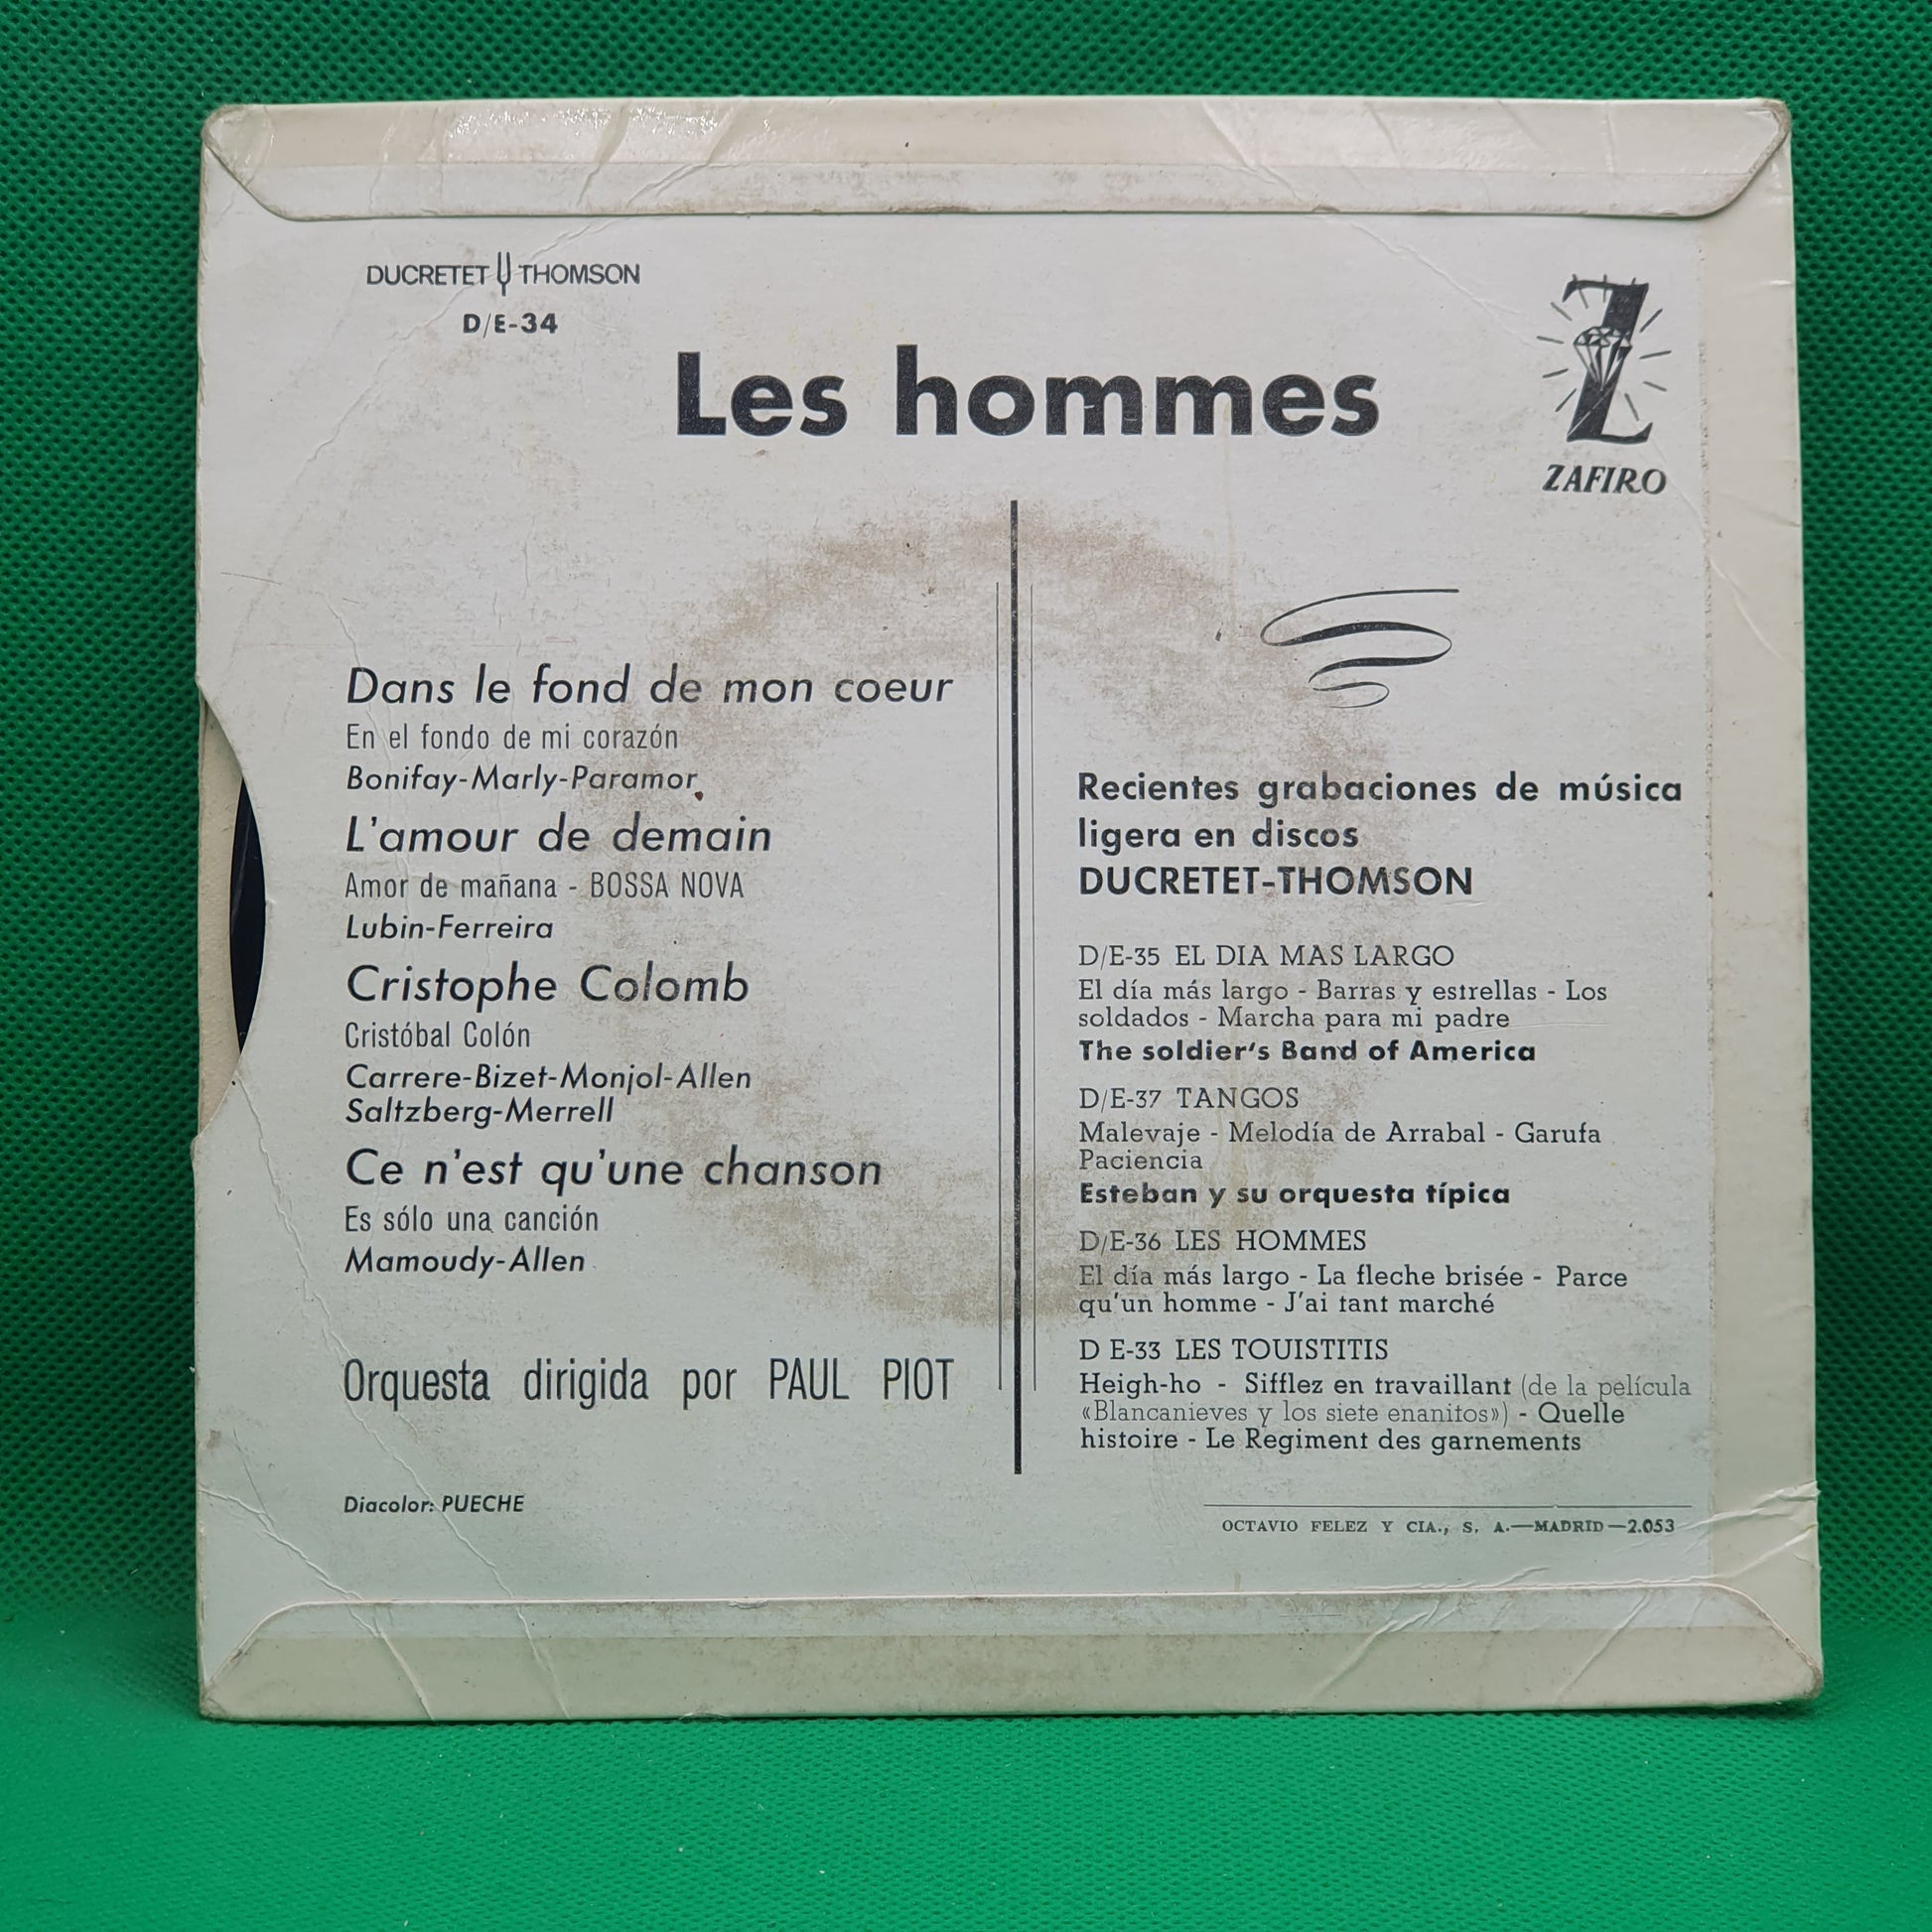 DUCRETET THOMSON
D/E-34
Les hommes
ZAFIRO
Dans le fond de mon coeur
En el fondo de mi corazón
Bonifay-Marly-Paramor
L'amour de demain
Amor de mañana - BOSSA NOVA
Lubin-Ferreira
Cristophe Colomb
Cristóbal Colón
Carrere-Bizet-Monjol-Allen
Saltzberg-Merrell
Ce n'est qu'une chanson
Es sólo una canción
Mamoudy-Allen
Orquesta dirigida por PAUL PIOT
Diacolor: PUECHE
Recientes grabaciones de música
ligera en discos
DUCRETET-THOMSON
D/E-35 EL DIA MAS LARGO
El día más largo - Barras y estrellas - Los
soldados - Marcha para mi padre
The soldier's Band of America
D/E-37 TANGOS
Malevaje - Melodía de Arrabal - Garufa
Paciencia
Esteban y su orquesta típica
D/E-36 LES HOMMES
El día más largo - La fleche brisée - Parce
qu'un homme - J'ai tant marché
D E-33 LES TOUISTITIS
Heigh-ho - Sifflez en travaillant (de la película
«Blancanieves y los siete enanitos») - Quelle
histoire - Le Regiment des garnements
OCTAVIO FELEZ Y CIA., S. A.—MADRID—2.053